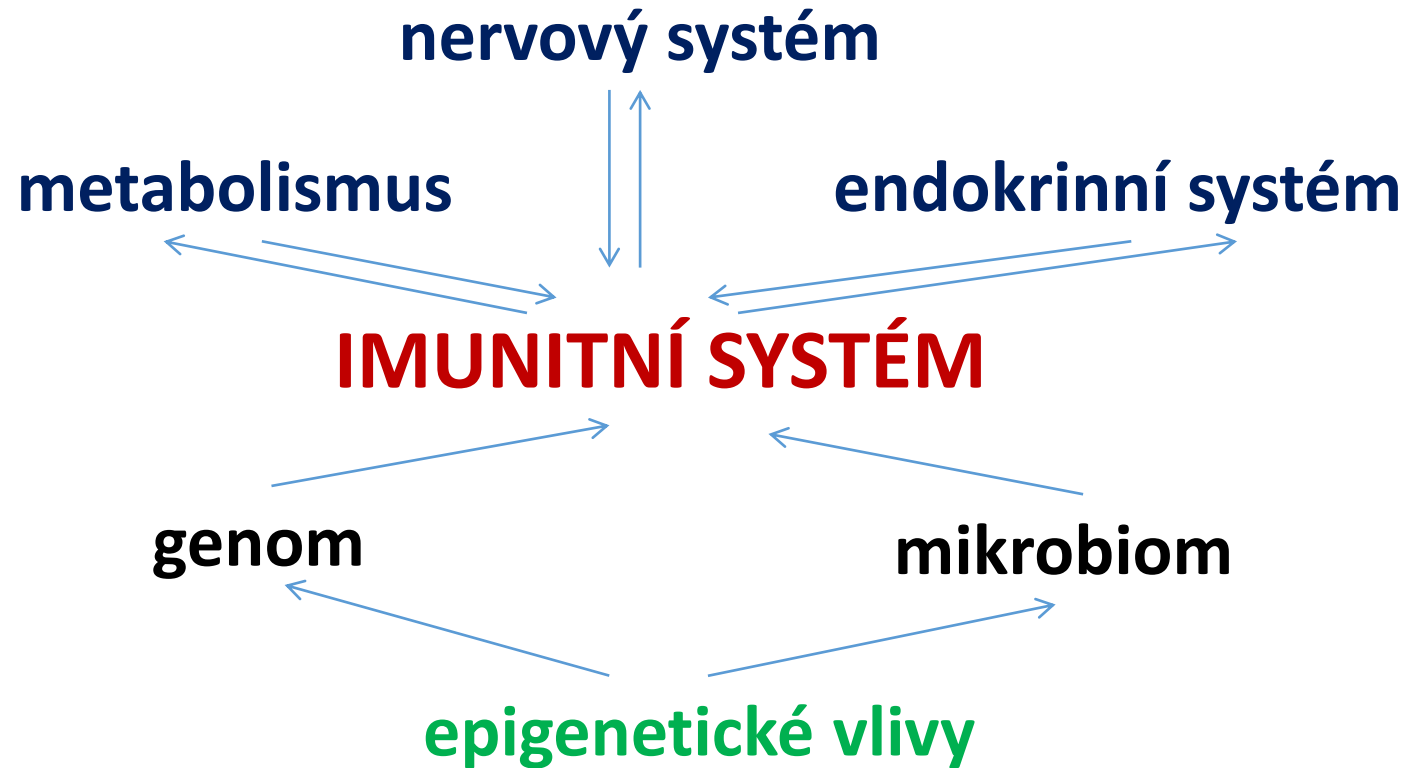 nervový systém
metabolismus
endokrinní systém
IMUNITNÍ SYSTÉM
genom
mikrobiom
epigenetické vlivy